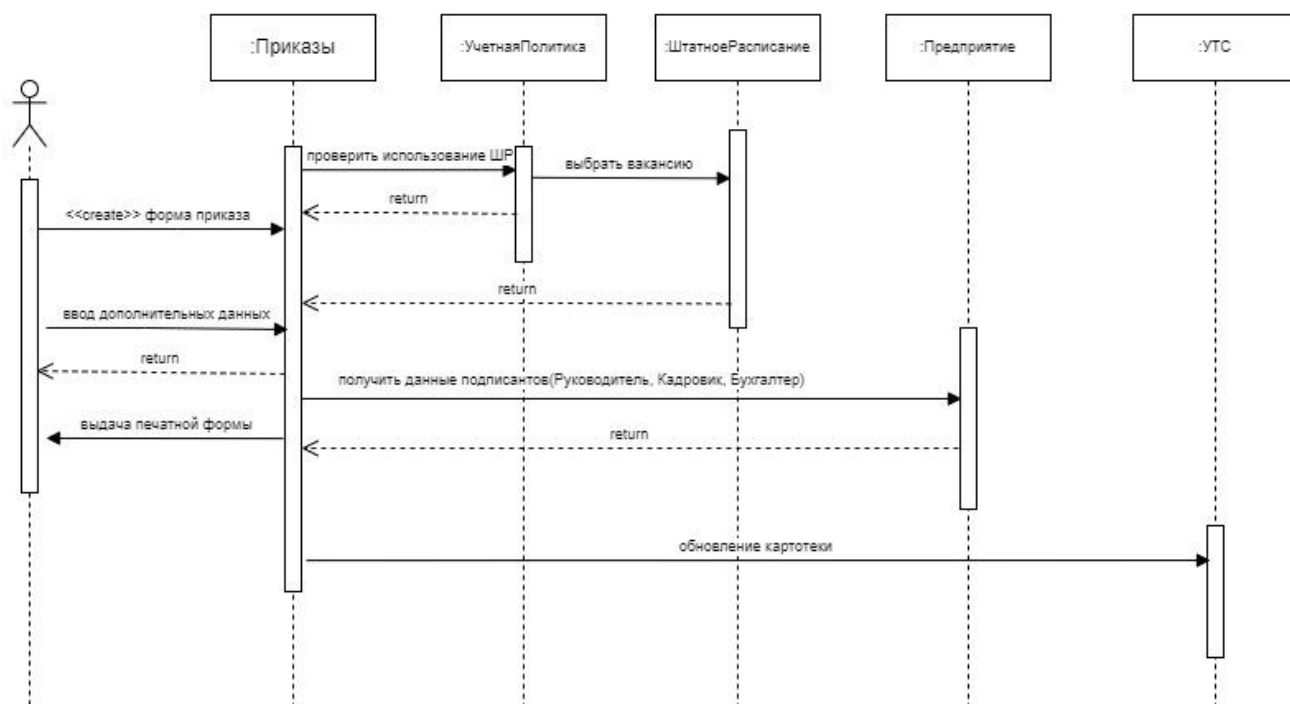 :Приказы
:УчетнаяПолитика
:ШтатноеРасписание
:Предприятие
:УТС
проверить использование ШР
выбрать вакансию
return
<<create>> форма приказа
return
ввод дополнительных данных
return
получить данные подписантов(Руководитель, Кадровик, Бухгалтер)
выдача печатной формы
return
обновление картотеки